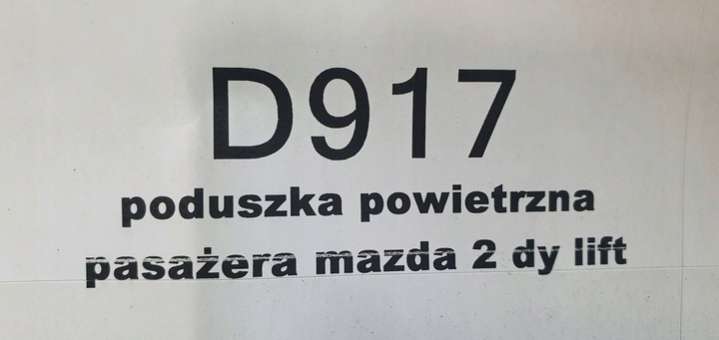 D917
poduszka powietrzna
pasażera mazda 2 dy lift